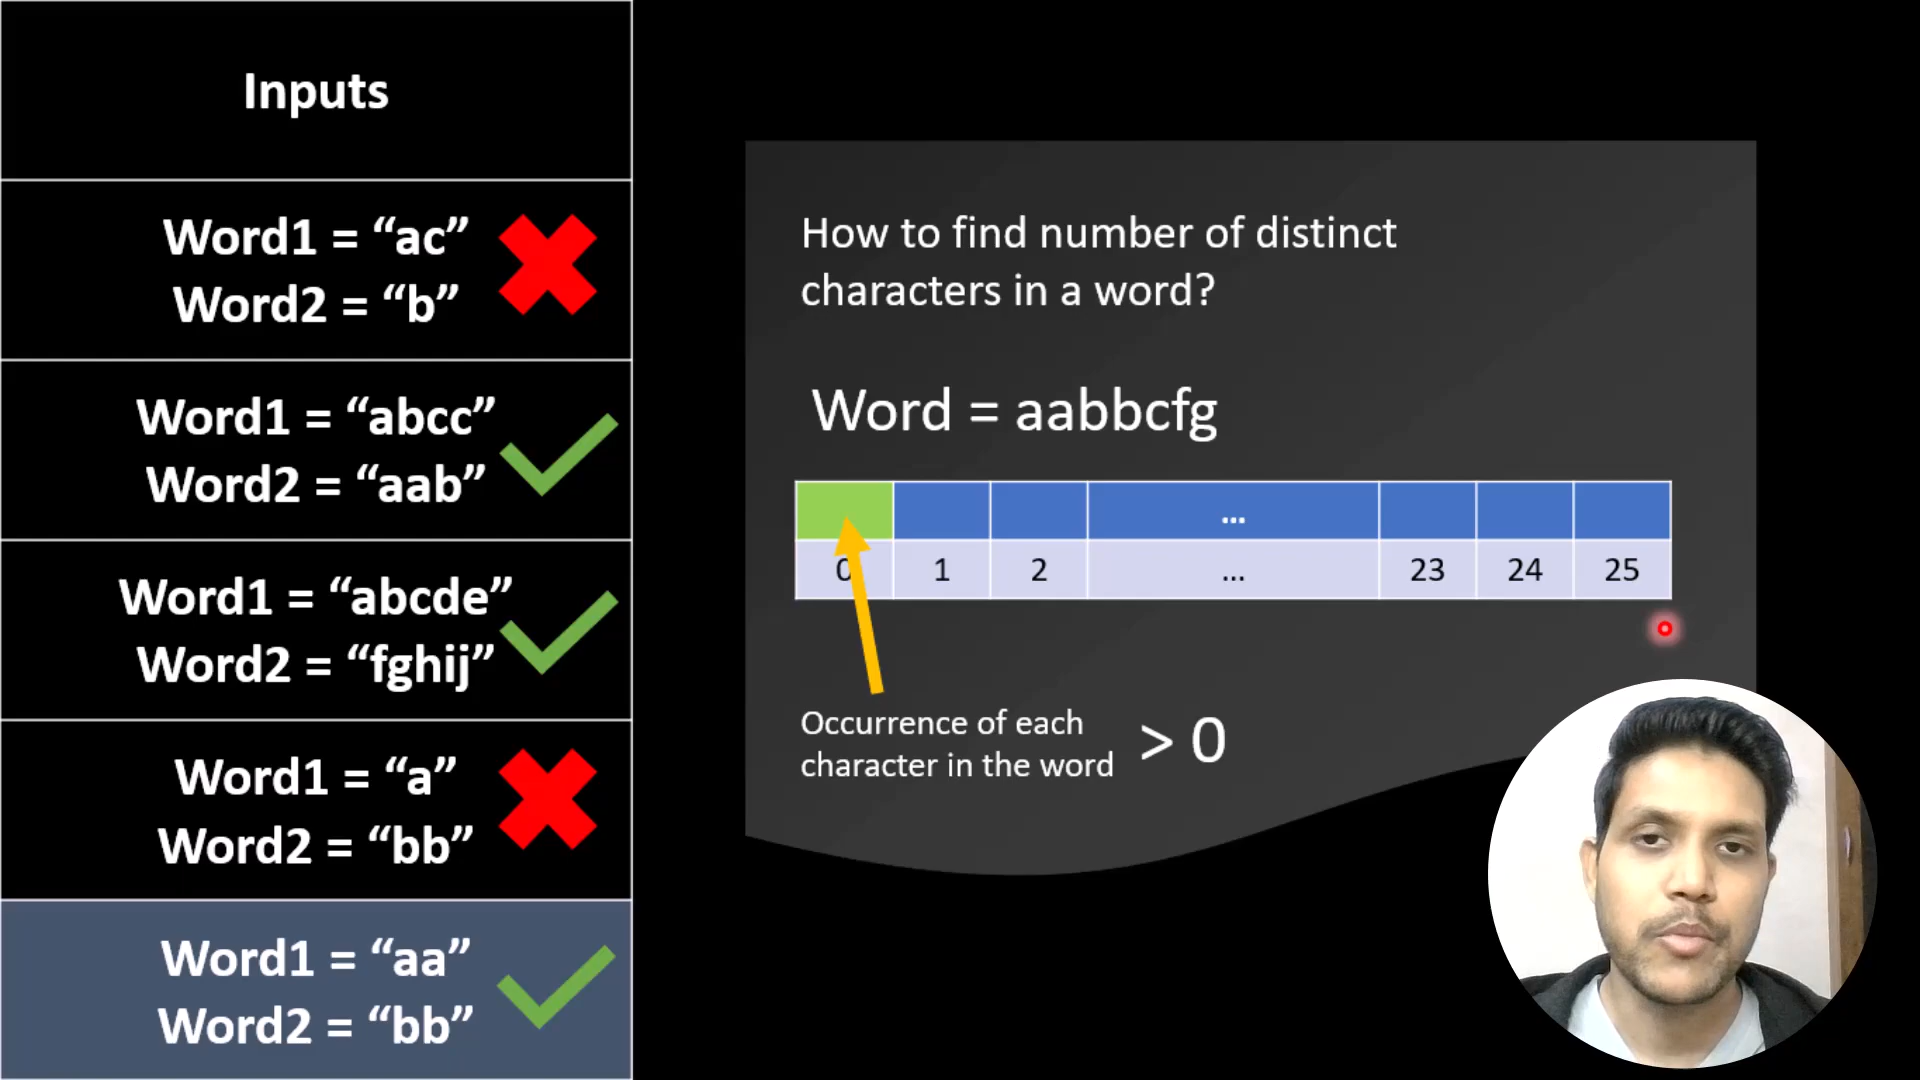 Inputs
Word1 = “ac”
Word2 = “b”
Word1 = “abcc”
Word2 = “aab”
Word1 = “abcde”
Word2 = “fghij”
Word1 = “a”
Word2 = “bb”
Word1 = “aa”
Word2 = “bb”
How to find number of distinct
characters in a word?
Word = aabbcfg
...
0 1 2 ... 23 24 25
Occurrence of each
character in the word > 0